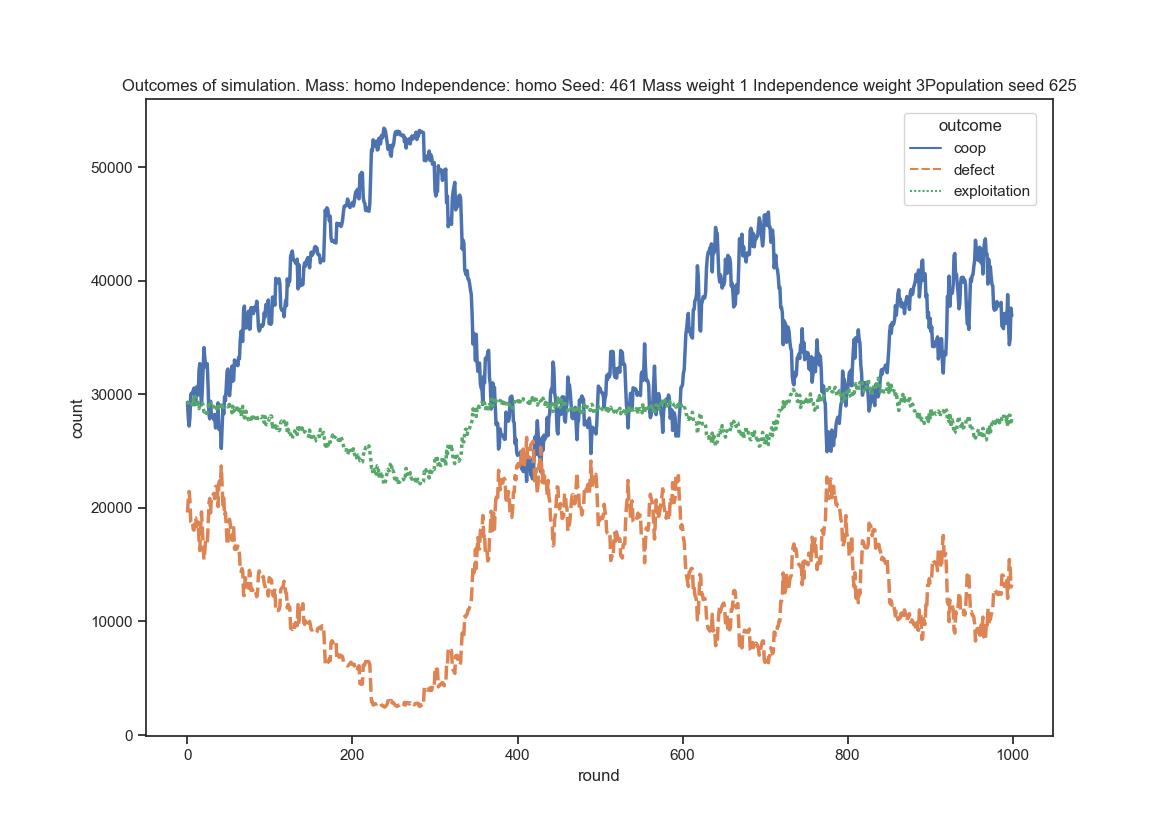 Outcomes of simulation. Mass: homo Independence: homo Seed: 461 Mass weight 1 Independence weight 3Population seed 625
outcome
coop
defect
exploitation
count
50000
40000
30000
20000
10000
0
0 200 400 600 800 1000
round